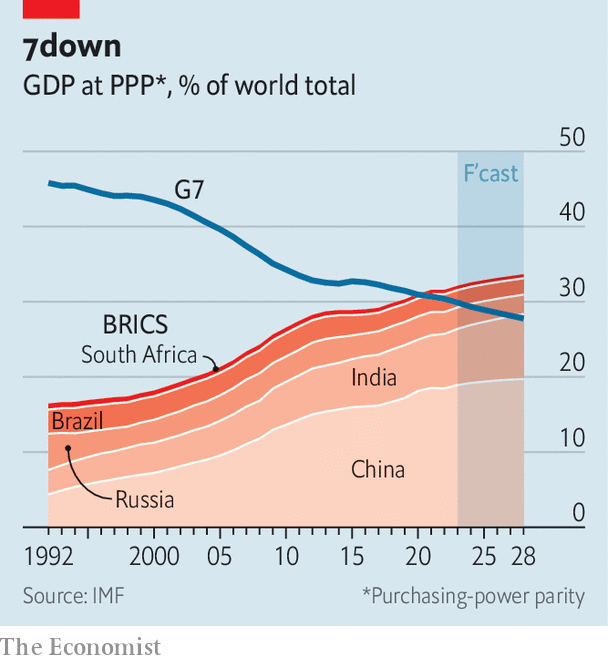 7down
GDP at PPP*, % of world total
50
F'cast
G7
40
30
BRICS
South Africa
20
India
Brazil
10
China
Russia
0
1992 2000 05 10 15 20 25 28
Source: IMF *Purchasing-power parity
The Economist